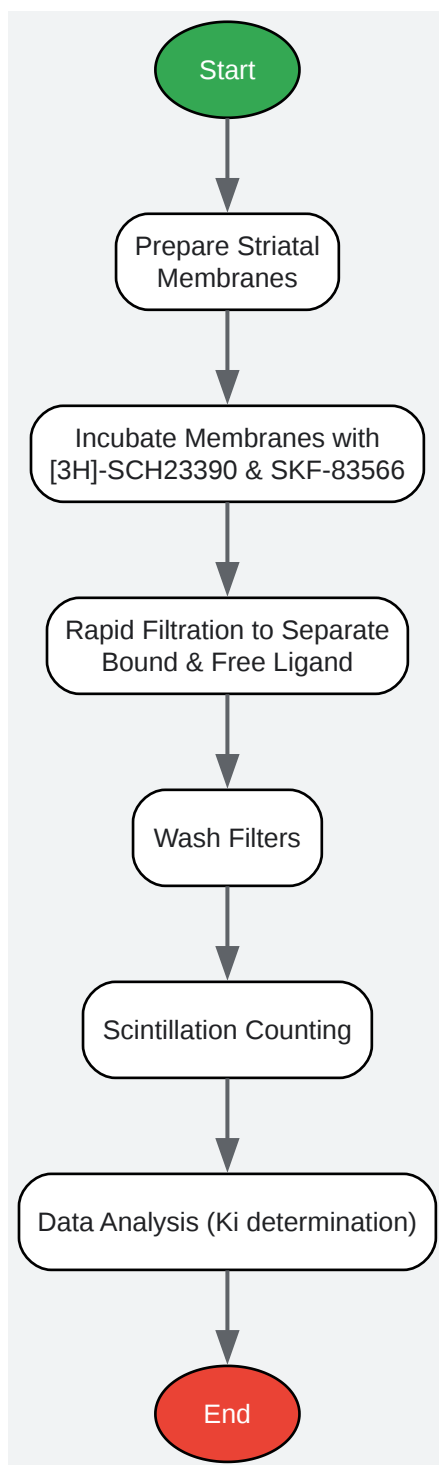 Start
Prepare Striatal
Membranes
Incubate Membranes with
[3H]-SCH23390 & SKF-83566
Rapid Filtration to Separate
Bound & Free Ligand
Wash Filters
Scintillation Counting
Data Analysis (Ki determination)
End